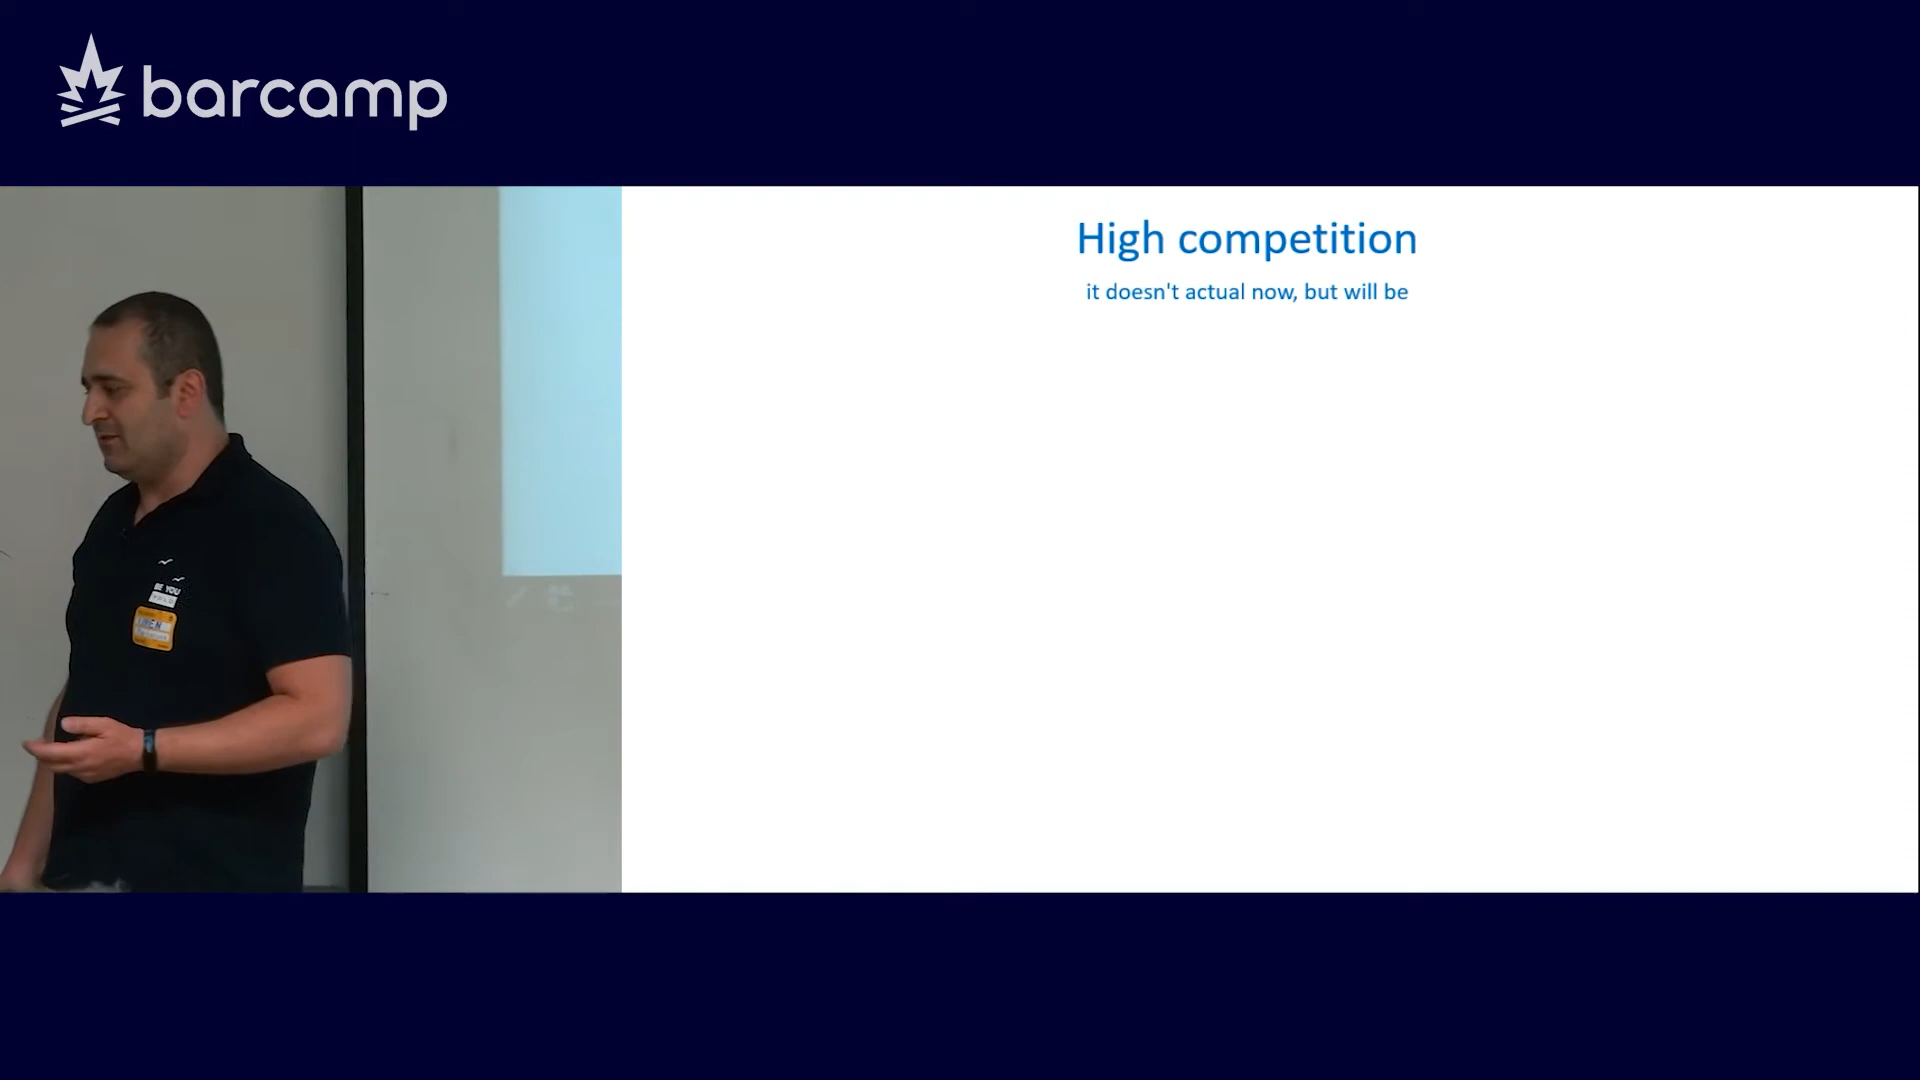 barcamp
High competition
it doesn't actual now, but will be
BE YOU